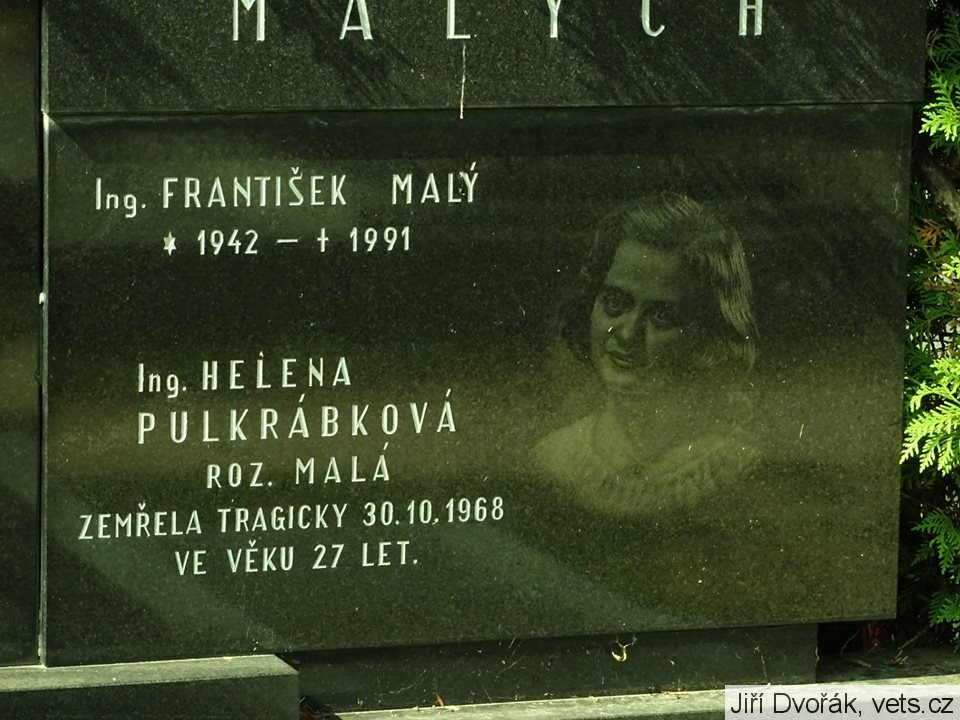 MALÝCH
Ing. FRANTIŠEK MALÝ
* 1942 – † 1991
Ing. HELENA
PULKRÁBKOVÁ
ROZ. MALÁ
ZEMŘELA TRAGICKY 30.10.1968
VE VĚKU 27 LET.
Jiří Dvořák, vets.cz